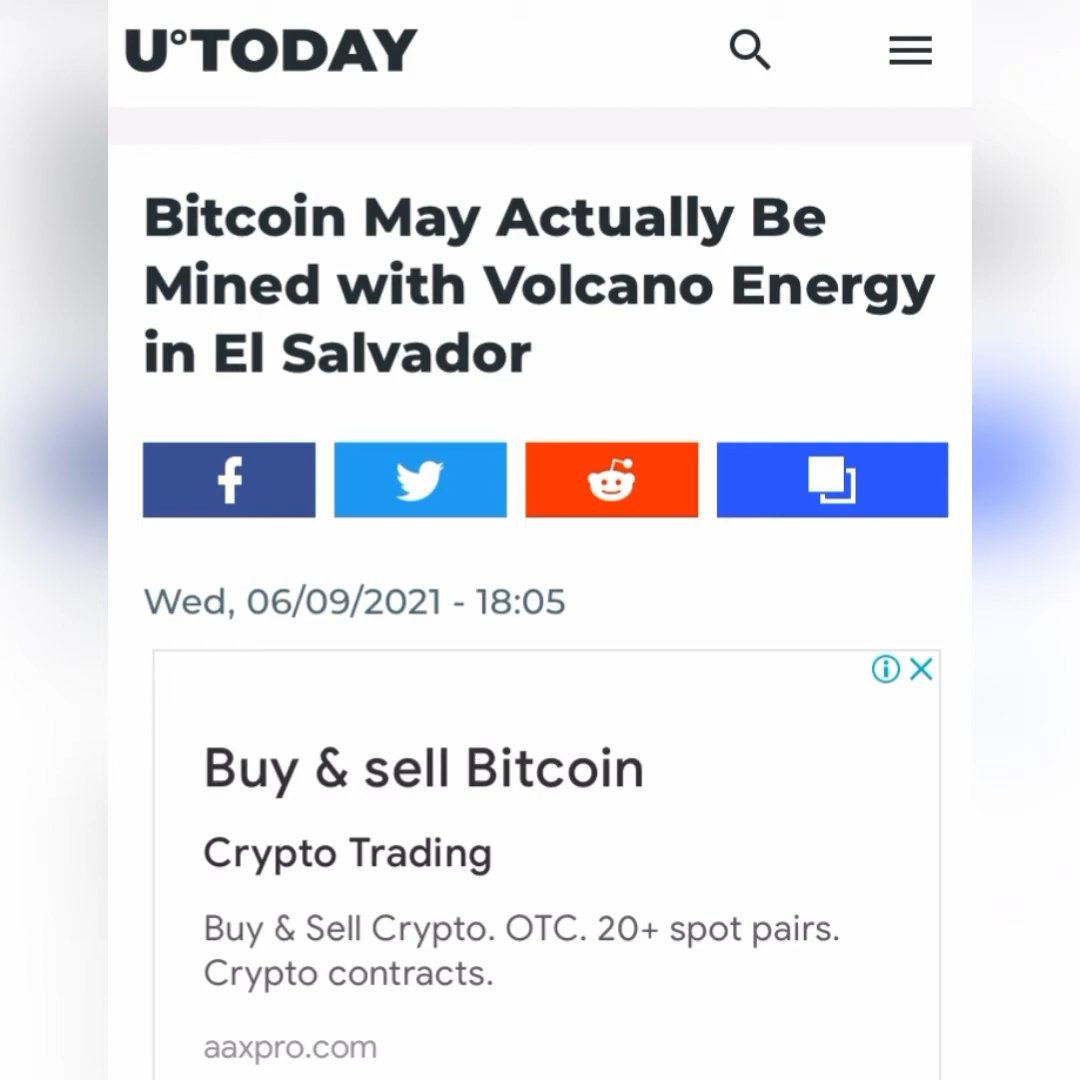 U°TODAY
Bitcoin May Actually Be
Mined with Volcano Energy
in El Salvador
Wed, 06/09/2021 - 18:05
Buy & sell Bitcoin
Crypto Trading
Buy & Sell Crypto. OTC. 20+ spot pairs.
Crypto contracts.
aaxpro.com